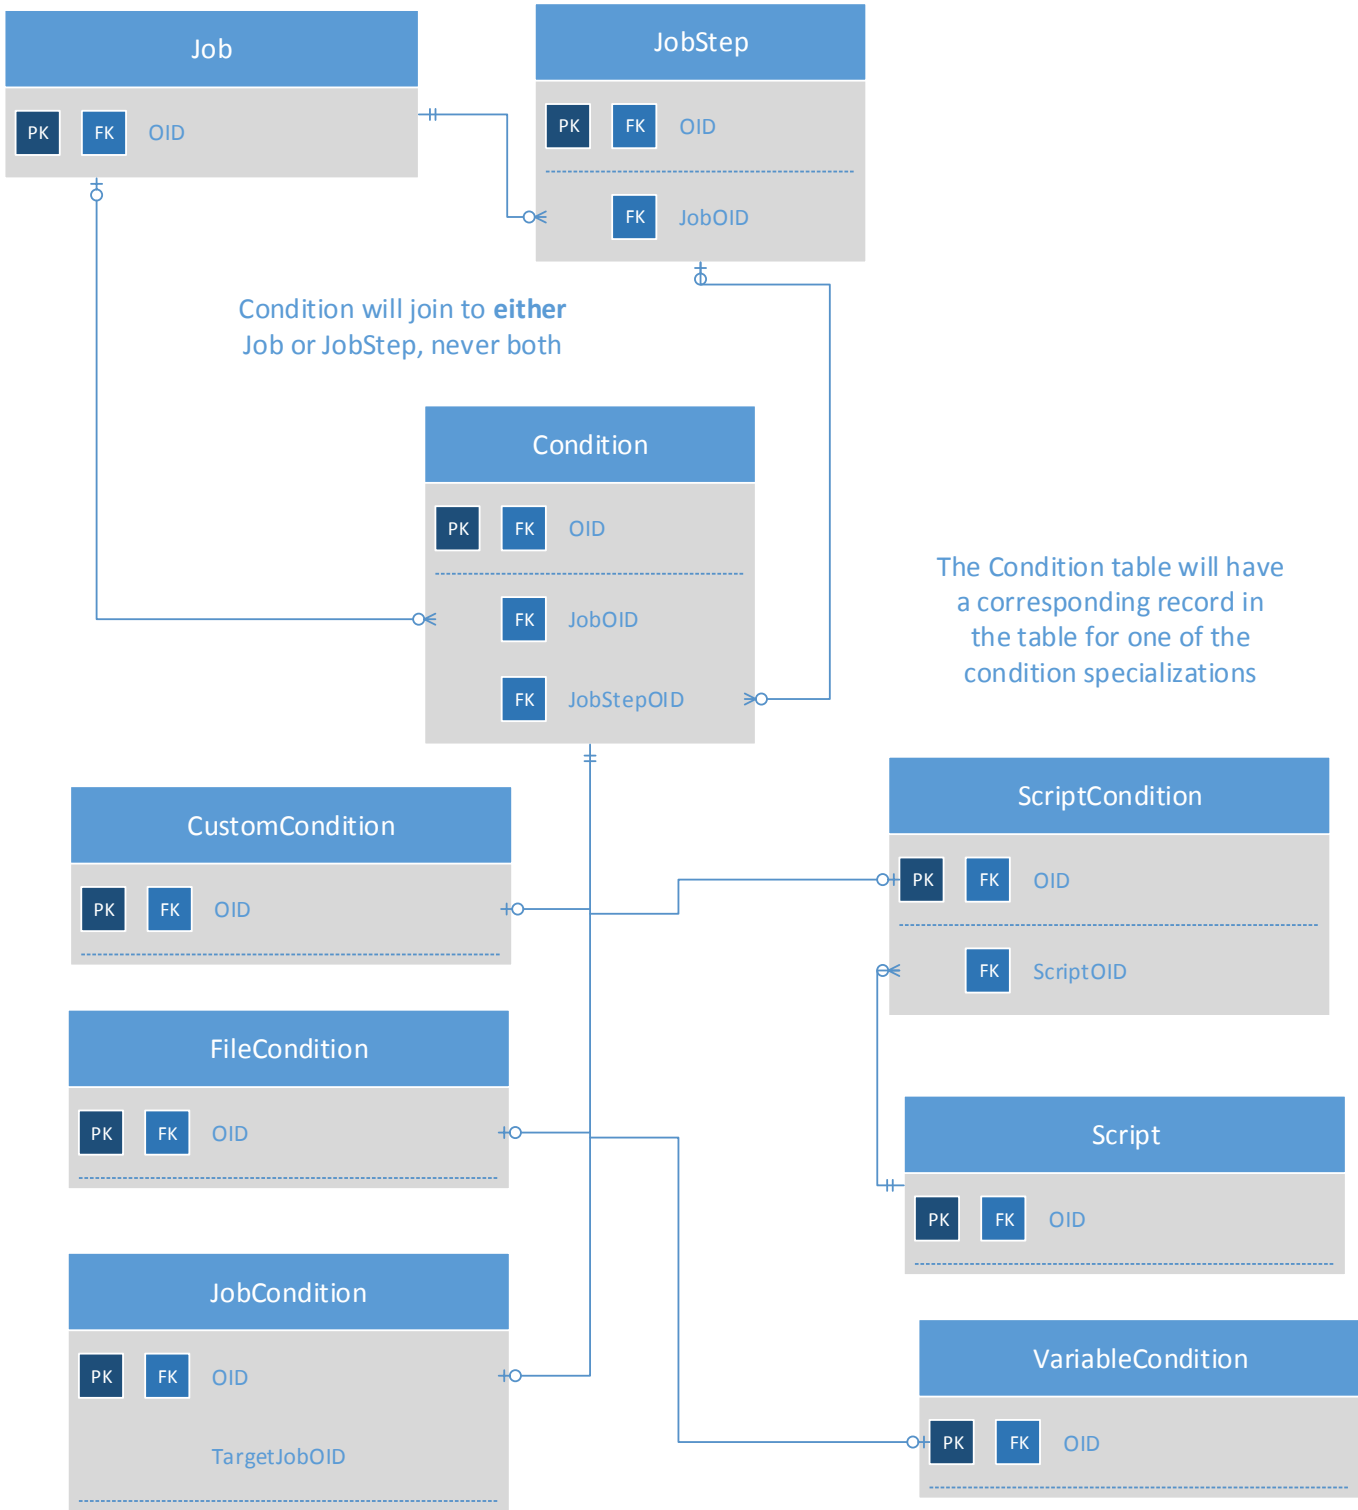 Job
PK FK OID
JobStep
PK FK OID
FK JobOID
Condition will join to either
Job or JobStep, never both
Condition
PK FK OID
FK JobOID
FK JobStepOID
The Condition table will have
a corresponding record in
the table for one of the
condition specializations
CustomCondition
PK FK OID
ScriptCondition
PK FK OID
FK ScriptOID
FileCondition
PK FK OID
Script
PK FK OID
JobCondition
PK FK OID
TargetJobOID
VariableCondition
PK FK OID